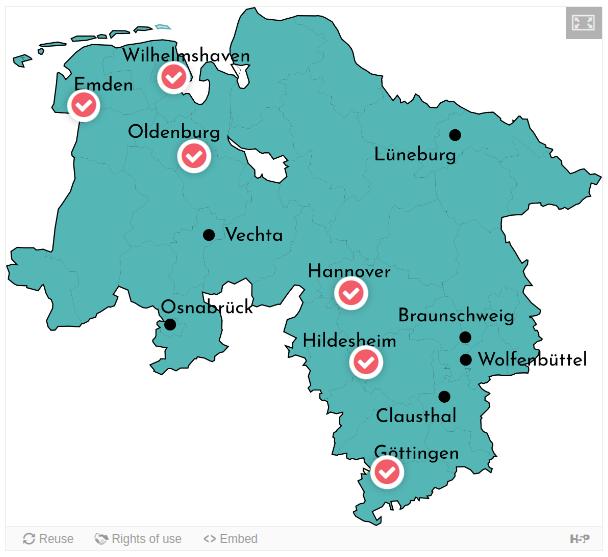 Wilhelmshaven
Emden
Oldenburg
Lüneburg
Vechta
Hannover
Osnabrück
Braunschweig
Hildesheim
Wolfenbüttel
Clausthal
Göttingen
Reuse
Rights of use
<> Embed
H5P